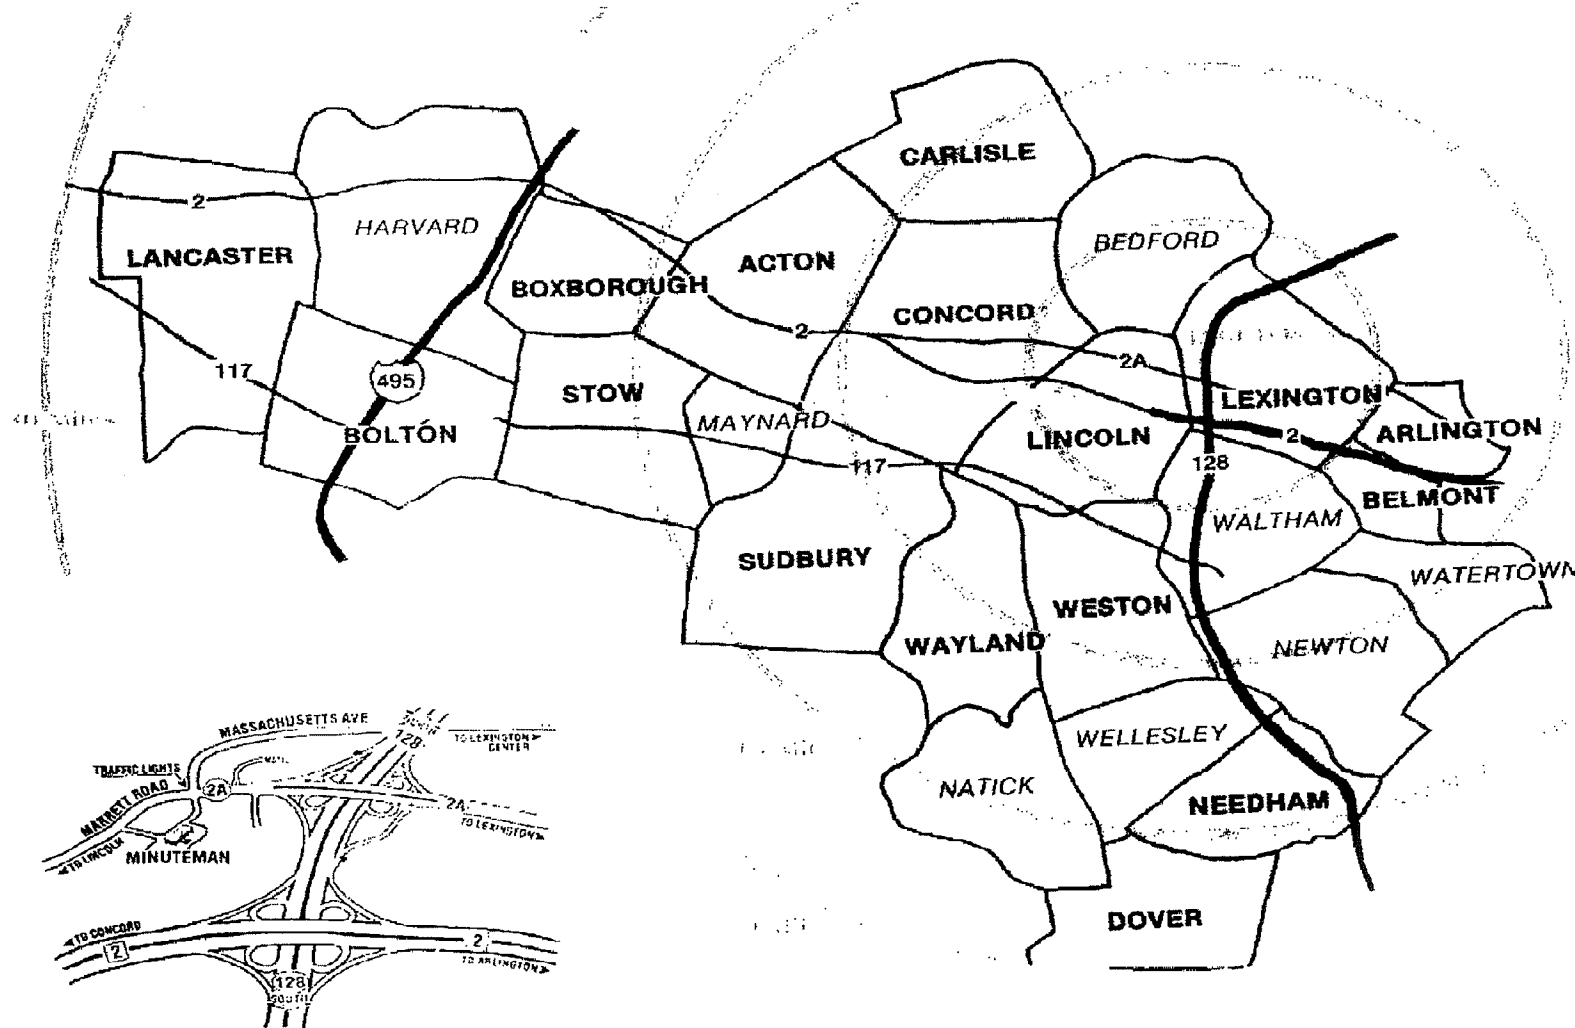 CARLISLE
2
HARVARD
BEDFORD
LANCASTER
ACTON
BOXBOROUGH
CONCORD
2
2A
117
495
STOW
LEXINGTON
MAYNARD
BOLTON
LINCOLN
2
ARLINGTON
117
128
BELMONT
WALTHAM
SUDBURY
WATERTOWN
WESTON
WAYLAND
NEWTON
WELLESLEY
NATICK
NEEDHAM
DOVER
MASSACHUSETTS AVE
128
TO LEXINGTON
CENTER
TRAFFIC LIGHTS
2A
2A
MARRETT ROAD
TO LEXINGTON
TO LINCOLN
MINUTEMAN
TO CONCORD
2
2
TO ARLINGTON
128
SOUTH